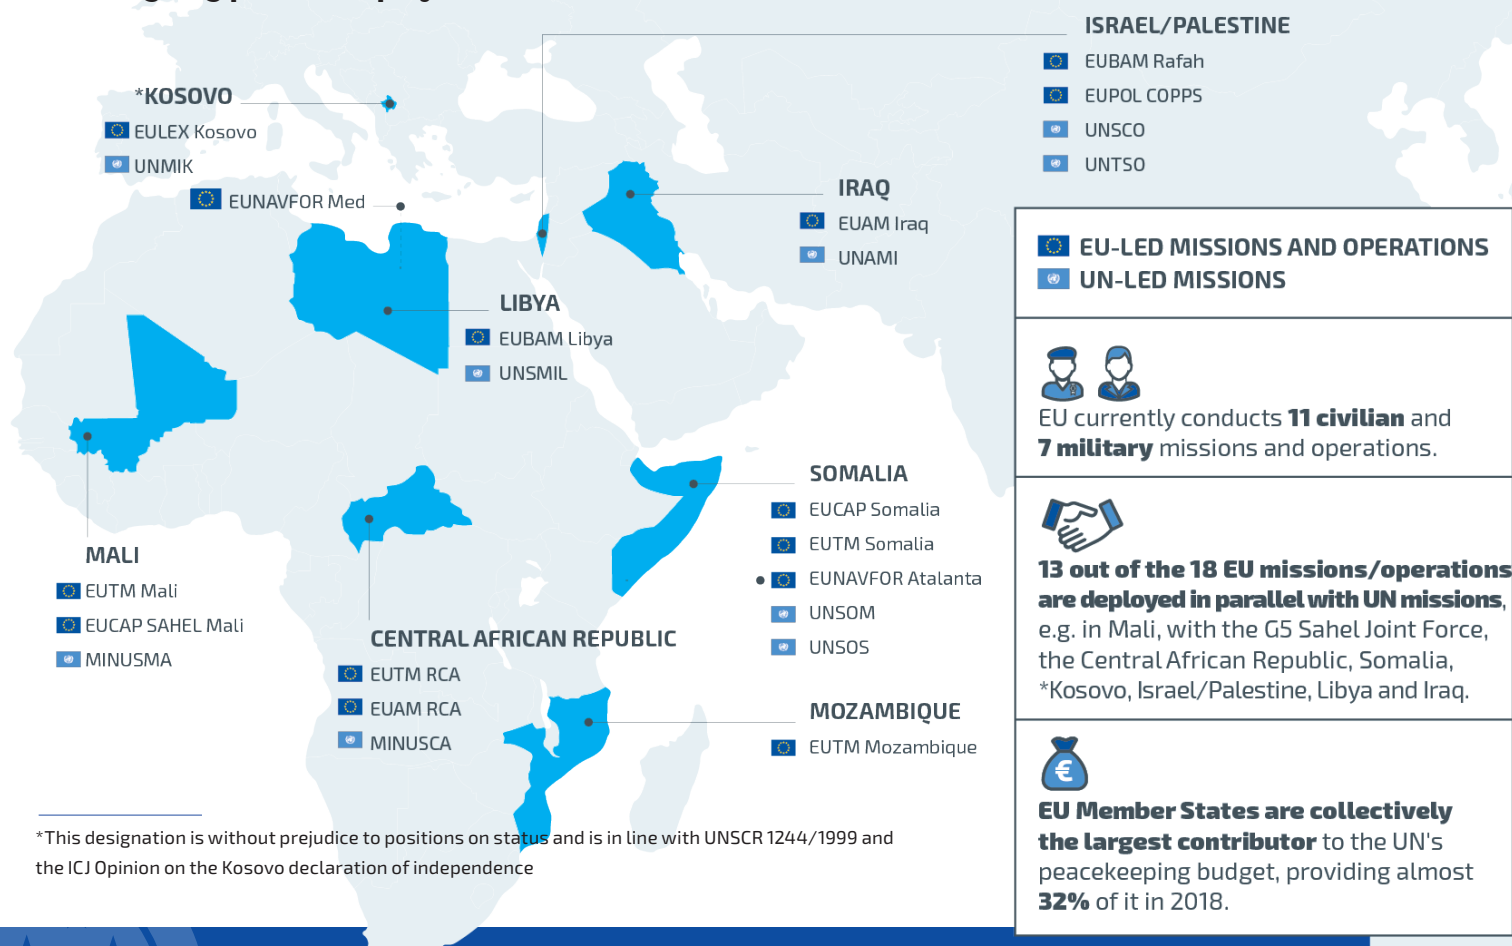 ISRAEL/PALESTINE
EUBAM Rafah
EUPOL COPPS
UNSCO
UNTSO
*KOSOVO
EULEX Kosovo
UNMIK
EUNAVFOR Med
IRAQ
EUAM Iraq
UNAMI
LIBYA
EUBAM Libya
UNSMIL
SOMALIA
EUCAP Somalia
EUTM Somalia
EUNAVFOR Atalanta
UNSOM
UNSOS
MALI
EUTM Mali
EUCAP SAHEL Mali
MINUSMA
CENTRAL AFRICAN REPUBLIC
EUTM RCA
EUAM RCA
MINUSCA
MOZAMBIQUE
EUTM Mozambique
*This designation is without prejudice to positions on status and is in line with UNSCR 1244/1999 and
the ICJ Opinion on the Kosovo declaration of independence
EU-LED MISSIONS AND OPERATIONS
UN-LED MISSIONS
EU currently conducts 11 civilian and
7 military missions and operations.
13 out of the 18 EU missions/operations
are deployed in parallel with UN missions,
e.g. in Mali, with the G5 Sahel Joint Force,
the Central African Republic, Somalia,
*Kosovo, Israel/Palestine, Libya and Iraq.
€
EU Member States are collectively
the largest contributor to the UN's
peacekeeping budget, providing almost
32% of it in 2018.